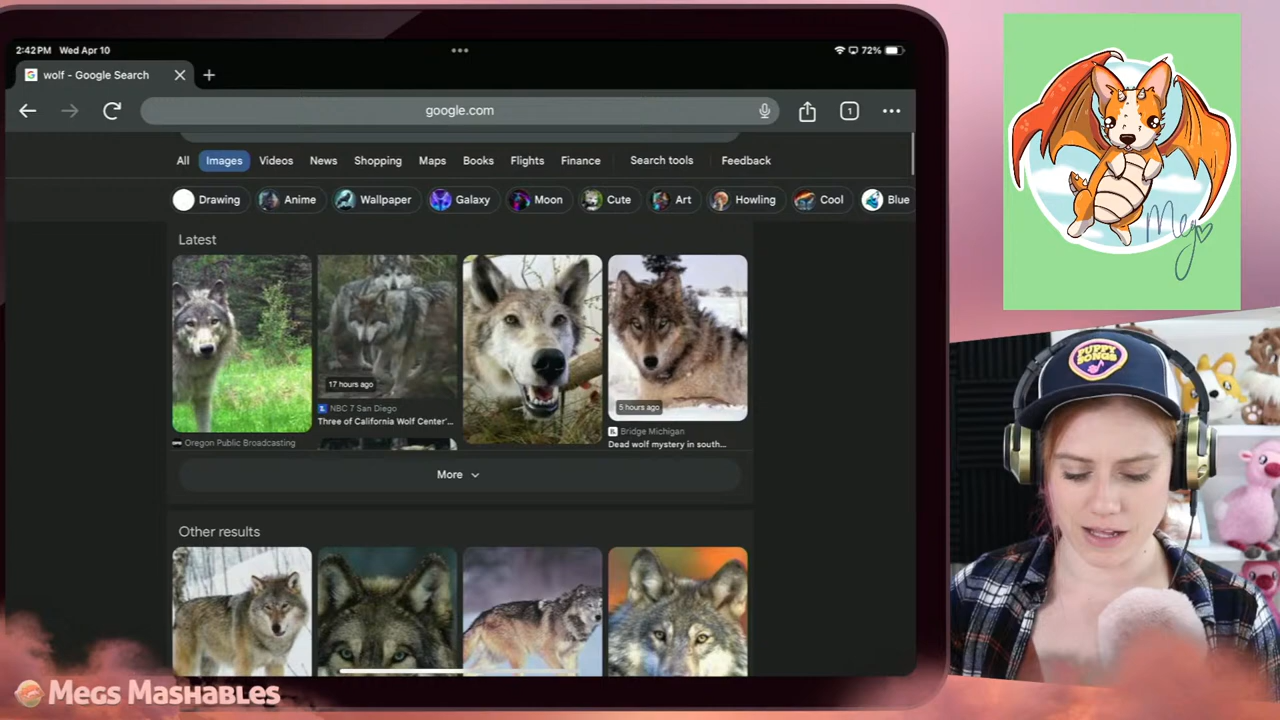 2:42PM Wed Apr 10
72%
wolf - Google Search
google.com
1
All Images Videos News Shopping Maps Books Flights Finance Search tools Feedback
Drawing Anime Wallpaper Galaxy Moon Cute Art Howling Cool Blue
Latest
17 hours ago
5 hours ago
NBC 7 San Diego
Three of California Wolf Center'...
Bridge Michigan
Dead wolf mystery in south...
Oregon Public Broadcasting
More
Other results
Meg
PUPPY SONGS
Megs Mashables